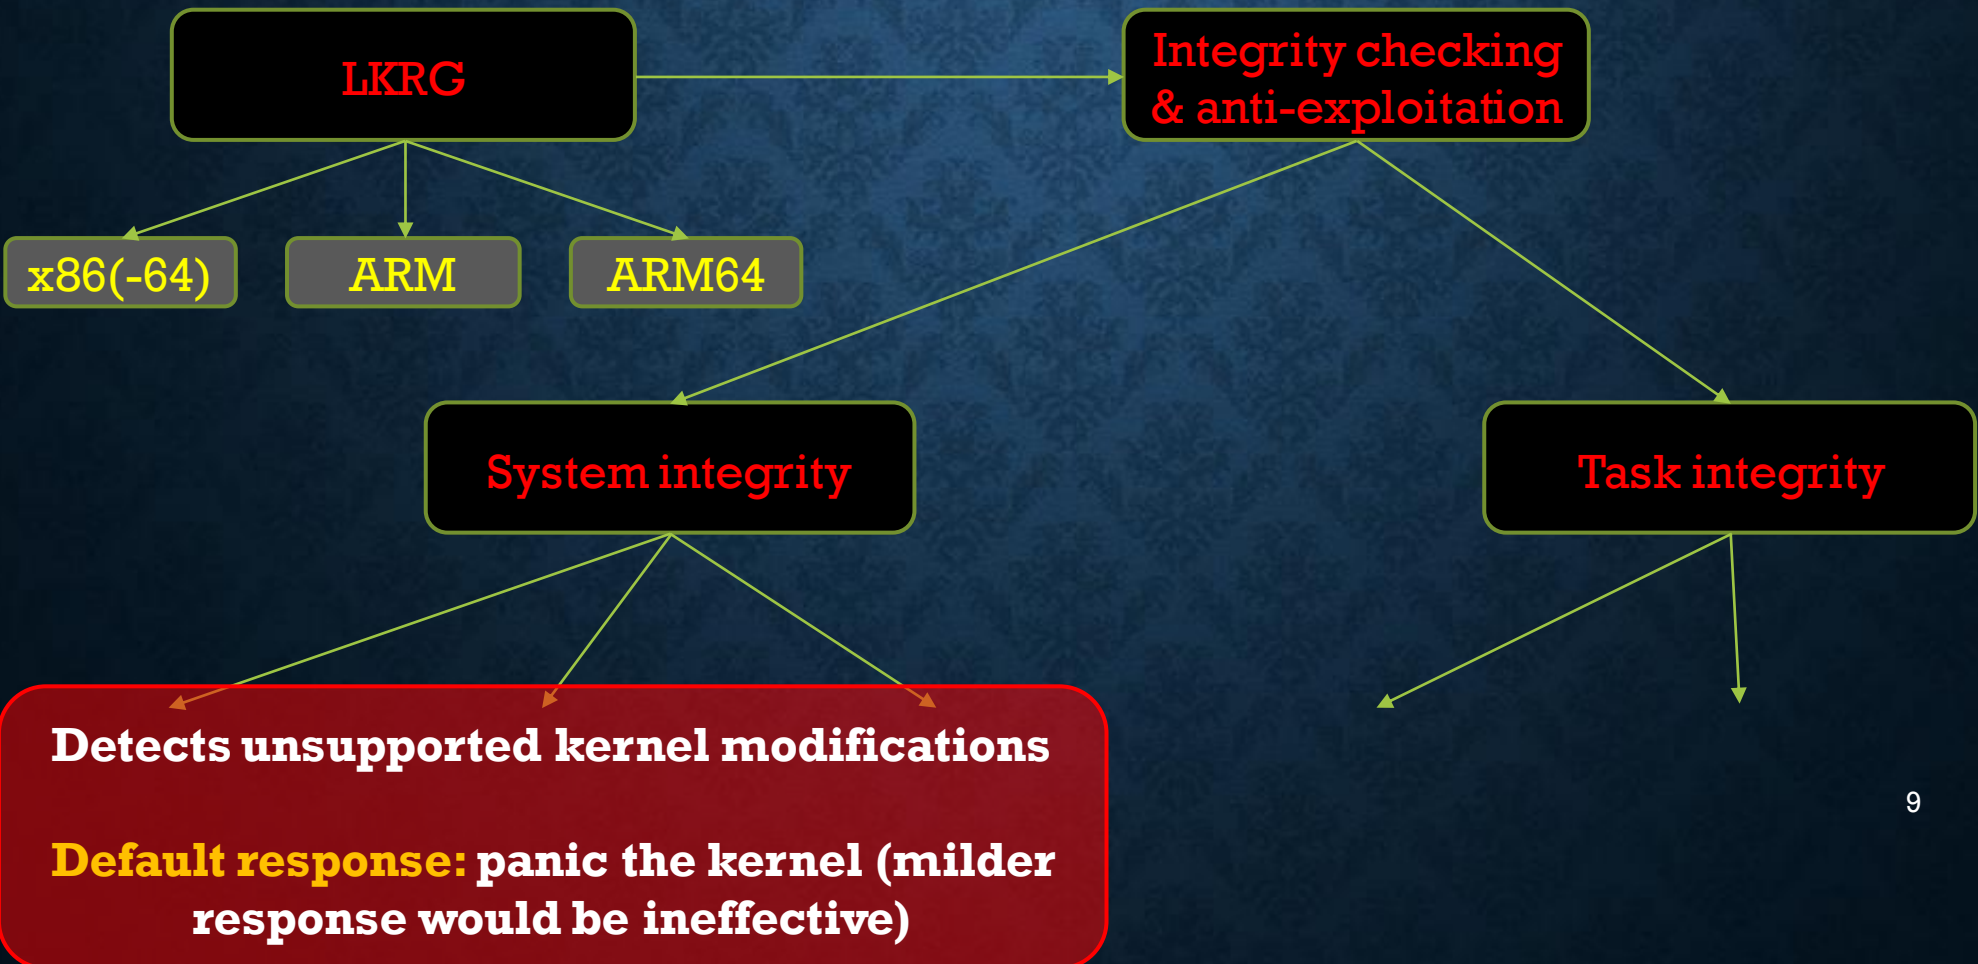 LKRG
Integrity checking
& anti-exploitation
x86(-64)
ARM
ARM64
System integrity
Task integrity
Detects unsupported kernel modifications
Default response: panic the kernel (milder
response would be ineffective)
9